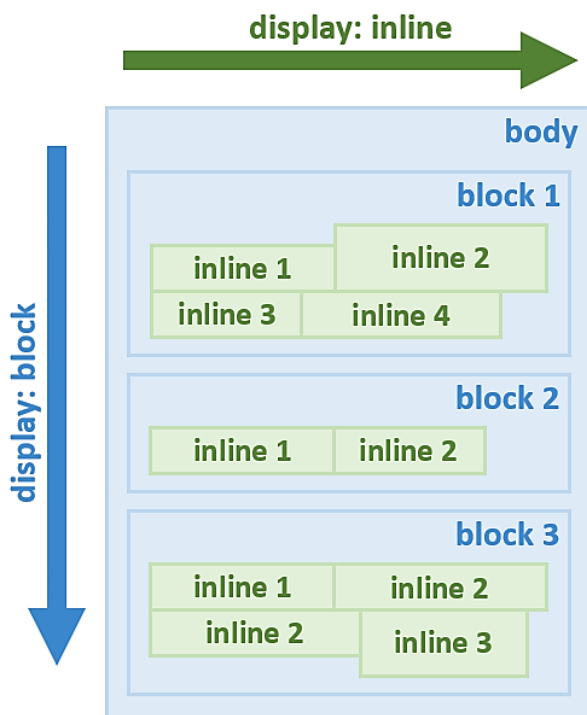 display: inline
display: block
body
block 1
inline 1
inline 2
inline 3
inline 4
block 2
inline 1
inline 2
block 3
inline 1
inline 2
inline 2
inline 3